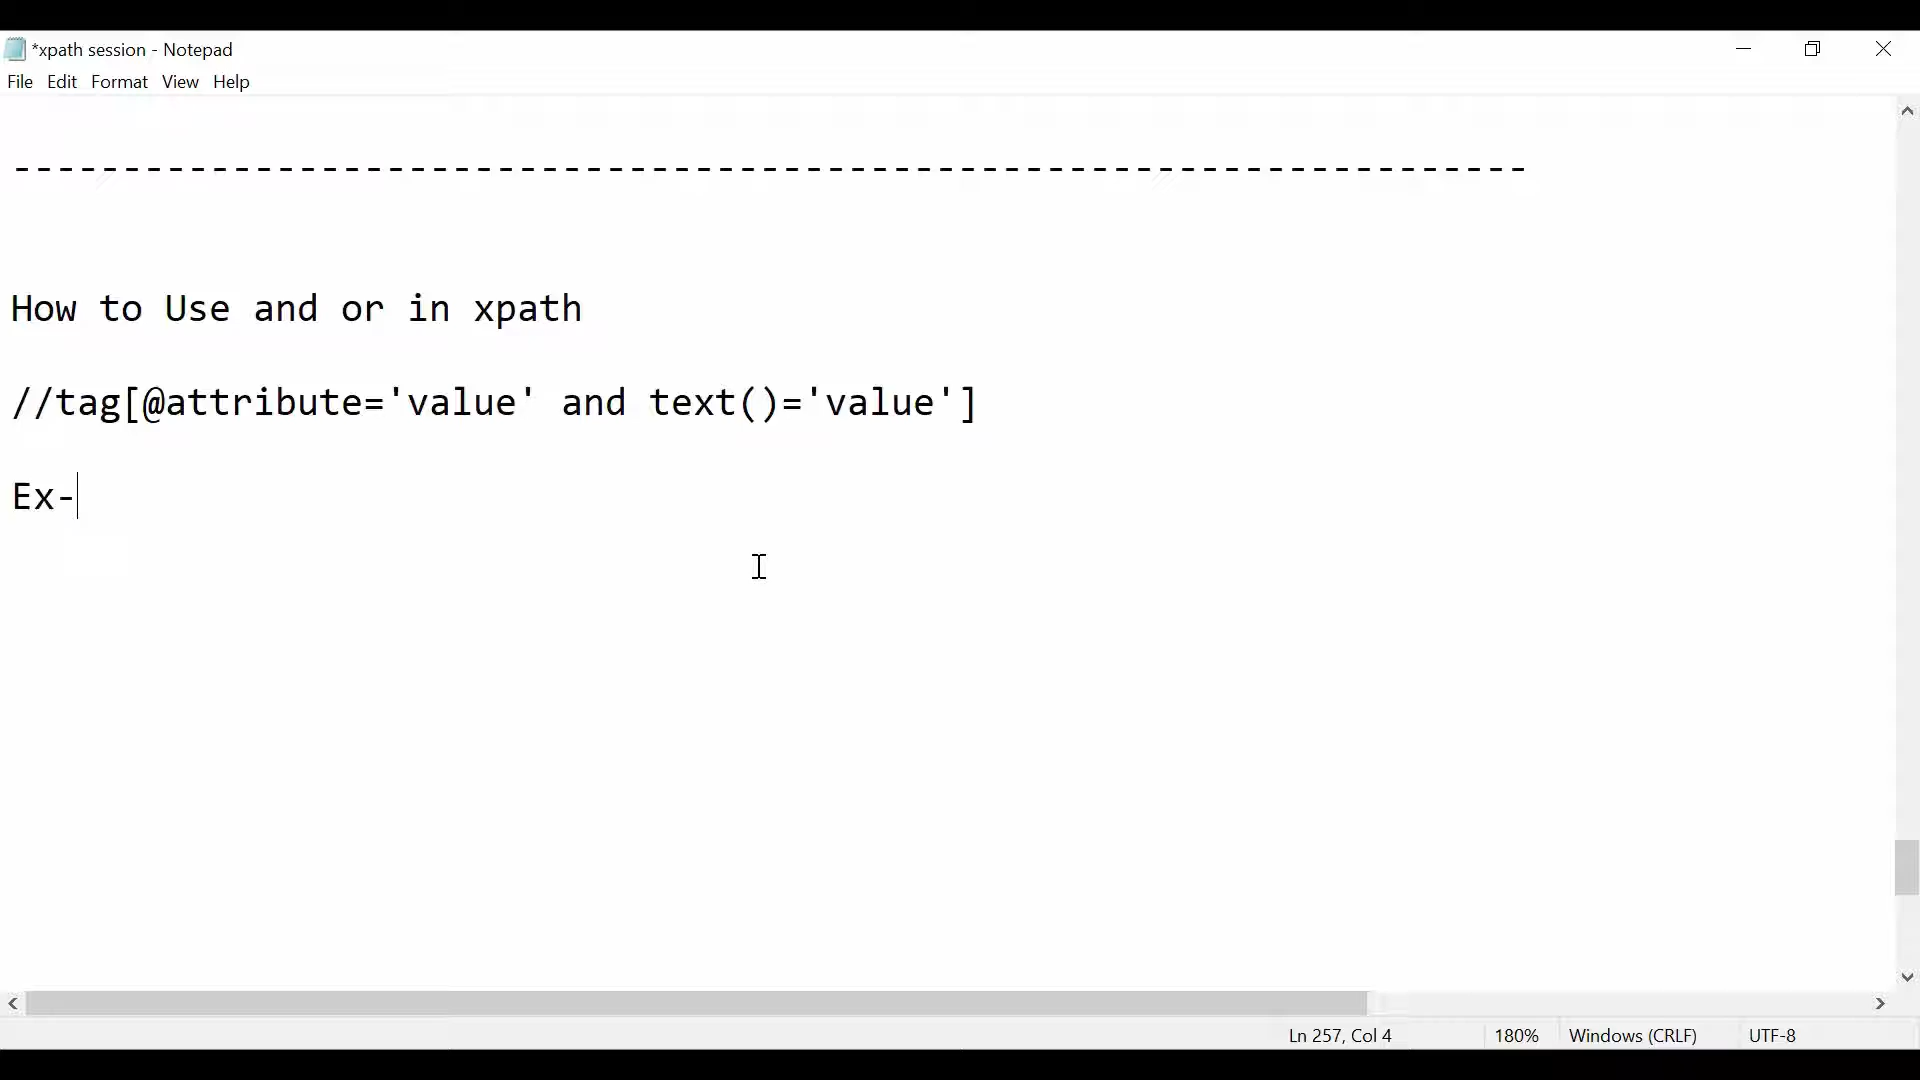 *xpath session - Notepad
File Edit Format View Help
----------------------------------------------------------------------
How to Use and or in xpath
//tag[@attribute='value' and text()='value']
Ex-
Ln 257, Col 4 180% Windows (CRLF) UTF-8